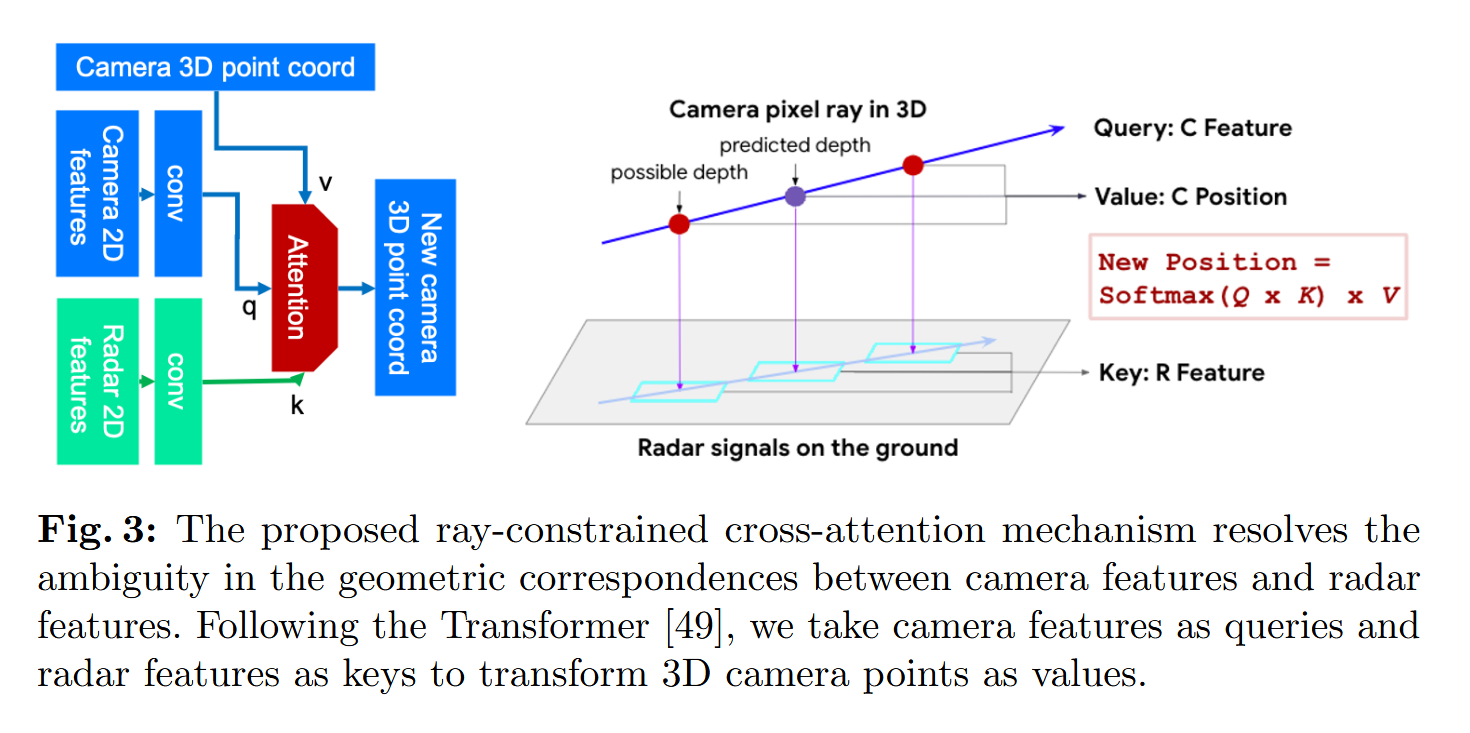 Camera 3D point coord
Camera 2D
features
conv
v
q
Attention
New camera
3D point coord
Radar 2D
features
conv
k
Camera pixel ray in 3D
predicted depth
possible depth
Query: C Feature
Value: C Position
New Position =
Softmax(Q x K) x V
Key: R Feature
Radar signals on the ground
Fig. 3: The proposed ray-constrained cross-attention mechanism resolves the
ambiguity in the geometric correspondences between camera features and radar
features. Following the Transformer [49], we take camera features as queries and
radar features as keys to transform 3D camera points as values.